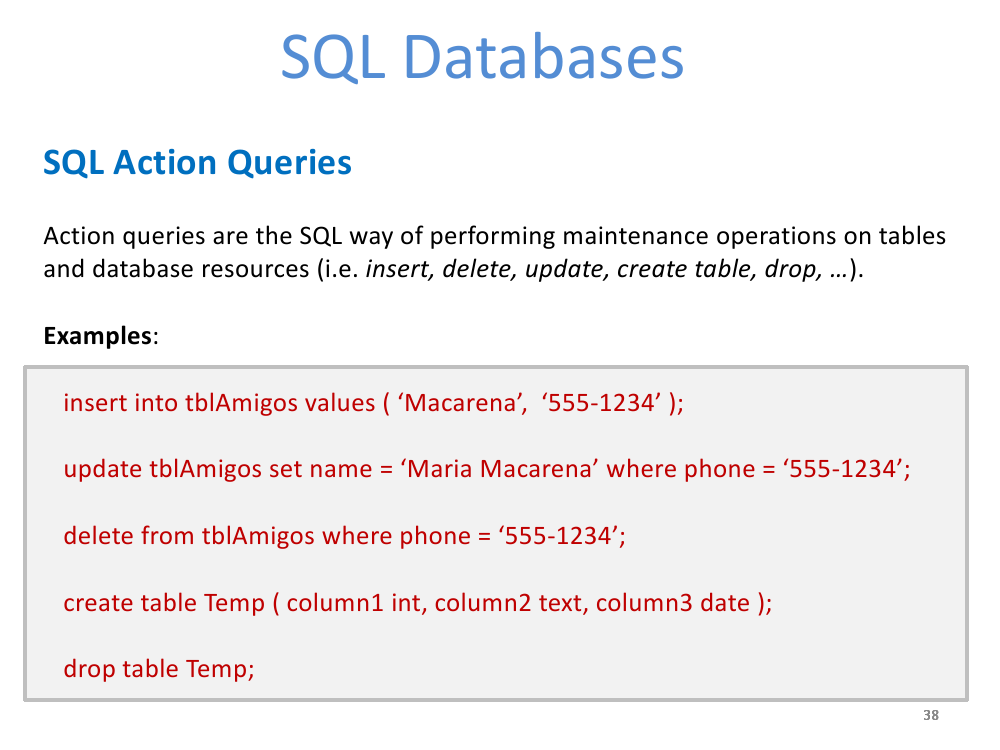 SQL Databases
SQL Action Queries
Action queries are the SQL way of performing maintenance operations on tables
and database resources (i.e. insert, delete, update, create table, drop, …).
Examples:
insert into tblAmigos values ( ‘Macarena’,  ‘555-1234’ );
update tblAmigos set name = ‘Maria Macarena’ where phone = ‘555-1234’;
delete from tblAmigos where phone = ‘555-1234’;
create table Temp ( column1 int, column2 text, column3 date );
drop table Temp;
38